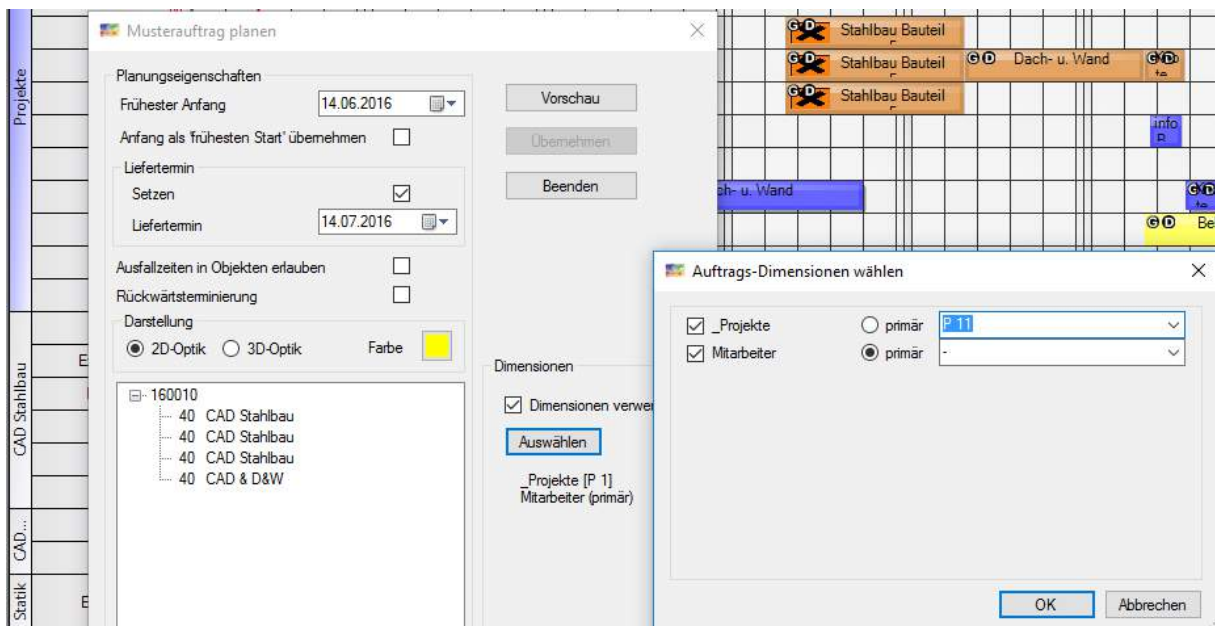 Musterauftrag planen
Planungseigenschaften
Frühester Anfang 14.06.2016
Anfang als 'frühesten Start' übernehmen
Liefertermin
Setzen
Liefertermin 14.07.2016
Ausfallzeiten in Objekten erlauben
Rückwärtsterminierung
Darstellung
2D-Optik 3D-Optik Farbe
160010
40 CAD Stahlbau
40 CAD Stahlbau
40 CAD Stahlbau
40 CAD & D&W
Vorschau
Übernehmen
Beenden
Dimensionen
Dimensionen verwer
Auswählen
_Projekte [P 1]
Mitarbeiter (primär)
Auftrags-Dimensionen wählen
_Projekte primär P 11
Mitarbeiter primär -
OK Abbrechen
Projekte
CAD Stahlbau
CAD...
Statik
E
E
G D Stahlbau Bauteil
G D Stahlbau Bauteil G D Dach- u. Wand G D
G D Stahlbau Bauteil
info
ch- u. Wand G D
G D Be